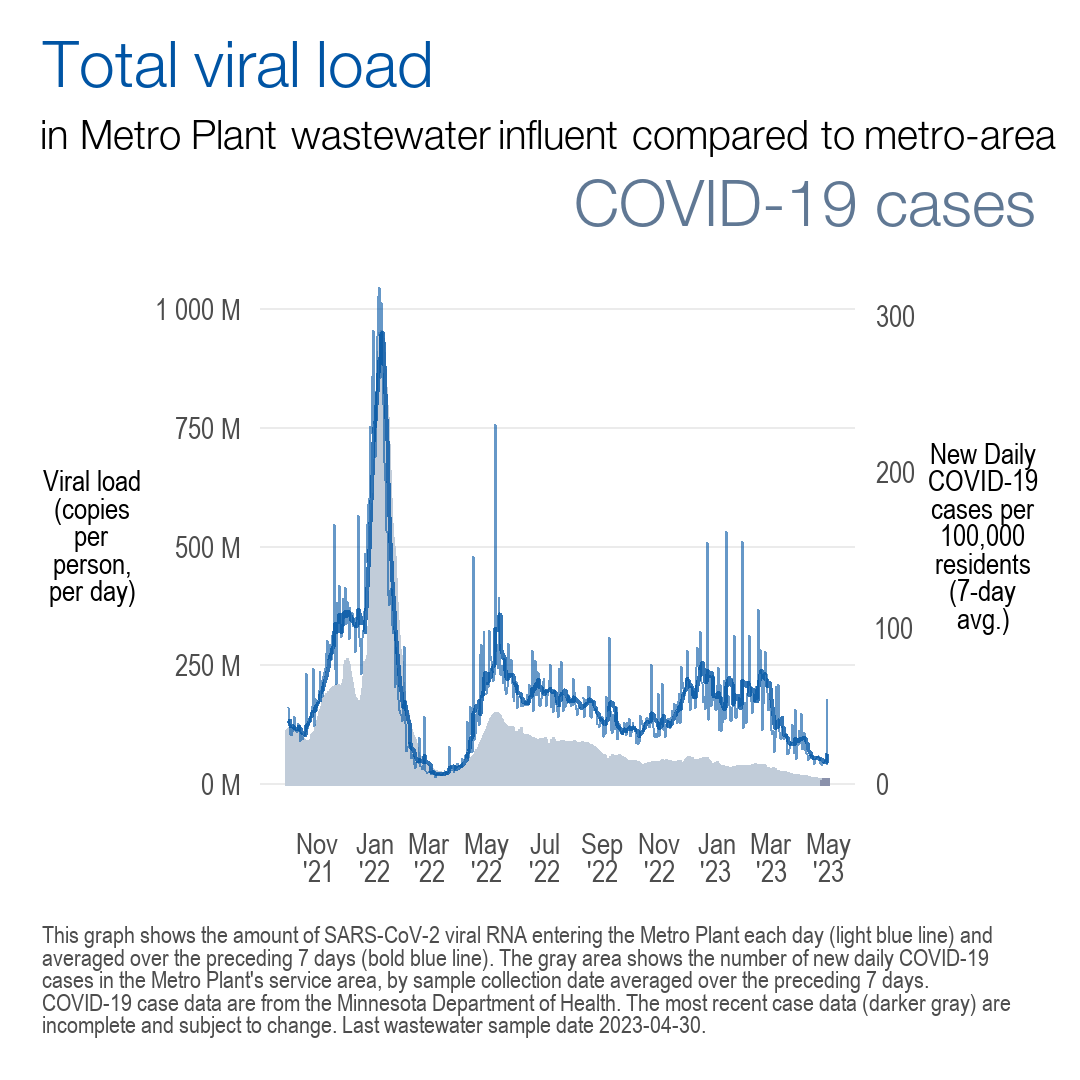 Total viral load
in Metro Plant wastewater influent compared to metro-area
COVID-19 cases
1 000 M
750 M
500 M
250 M
0 M
Viral load
(copies
per
person,
per day)
300
200
100
0
New Daily
COVID-19
cases per
100,000
residents
(7-day
avg.)
Nov Jan Mar May Jul Sep Nov Jan Mar May
'21 '22 '22 '22 '22 '22 '22 '23 '23 '23
This graph shows the amount of SARS-CoV-2 viral RNA entering the Metro Plant each day (light blue line) and
averaged over the preceding 7 days (bold blue line). The gray area shows the number of new daily COVID-19
cases in the Metro Plant's service area, by sample collection date averaged over the preceding 7 days.
COVID-19 case data are from the Minnesota Department of Health. The most recent case data (darker gray) are
incomplete and subject to change. Last wastewater sample date 2023-04-30.